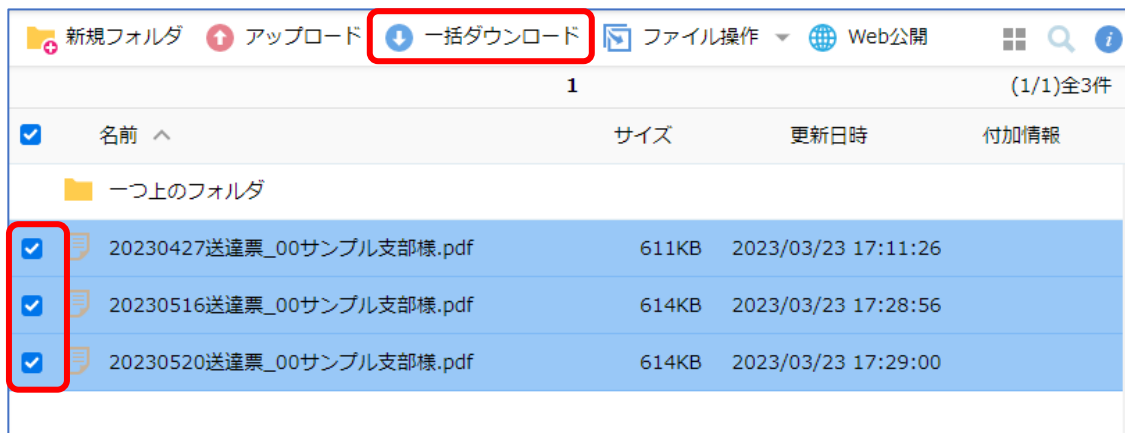 新規フォルダ アップロード 一括ダウンロード ファイル操作 Web公開
1 (1/1)全3件
名前 サイズ 更新日時 付加情報
一つ上のフォルダ
20230427送達票_00サンプル支部様.pdf 611KB 2023/03/23 17:11:26
20230516送達票_00サンプル支部様.pdf 614KB 2023/03/23 17:28:56
20230520送達票_00サンプル支部様.pdf 614KB 2023/03/23 17:29:00